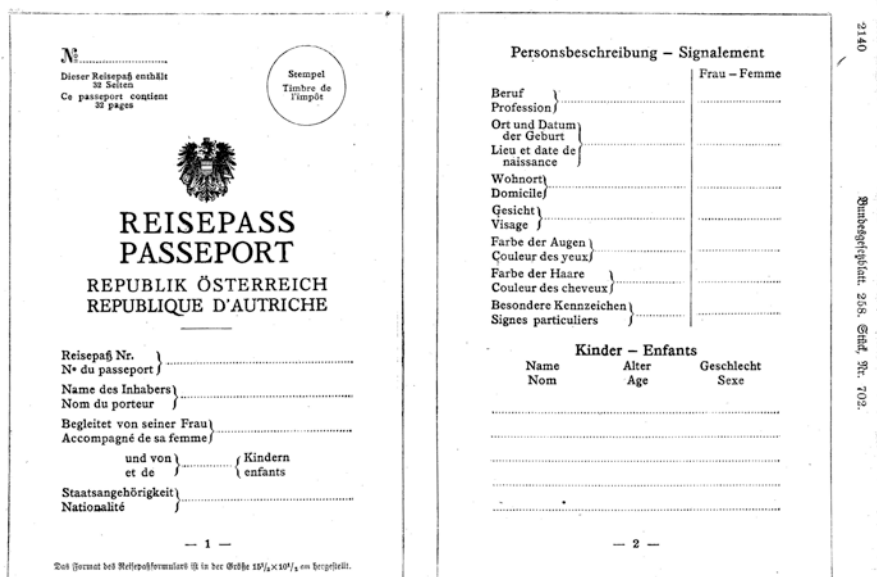 №
Dieser Reisepaß enthält
32 Seiten
Ce passeport contient
32 pages
Stempel
Timbre de
l'impôt
REISEPASS
PASSEPORT
REPUBLIK ÖSTERREICH
REPUBLIQUE D'AUTRICHE
Reisepaß Nr.
N° du passeport
Name des Inhabers
Nom du porteur
Begleitet von seiner Frau
Accompagné de sa femme
und von Kindern
et de enfants
Staatsangehörigkeit
Nationalité
— 1 —
Das Format des Reisepaßformulars ist in der Größe 15½×10½ cm hergestellt.
Personsbeschreibung – Signalement
Frau – Femme
Beruf
Profession
Ort und Datum
der Geburt
Lieu et date de
naissance
Wohnort
Domicile
Gesicht
Visage
Farbe der Augen
Couleur des yeux
Farbe der Haare
Couleur des cheveux
Besondere Kennzeichen
Signes particuliers
Kinder – Enfants
Name Alter Geschlecht
Nom Age Sexe
— 2 —
2140
Bundesgesetzblatt. 258. Stück, Nr. 702.